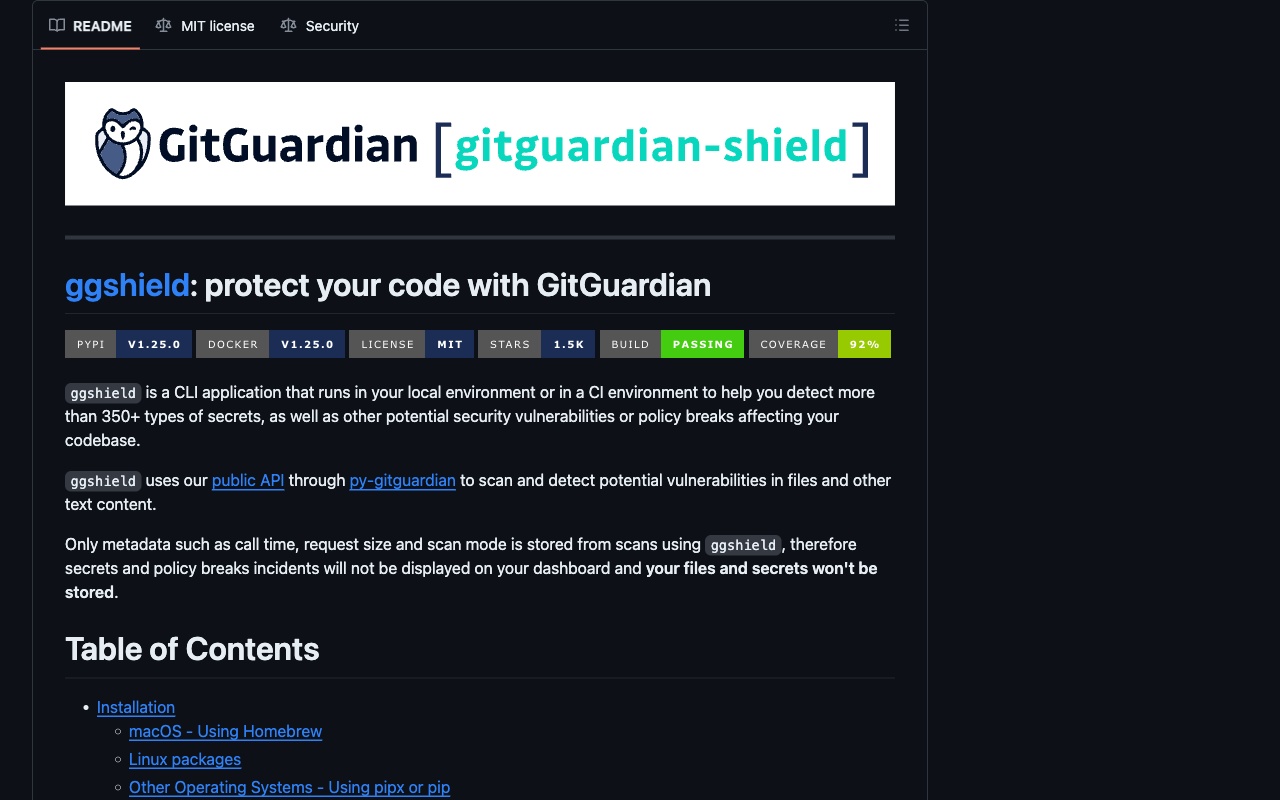 README MIT license Security
GitGuardian [gitguardian-shield]
ggshield: protect your code with GitGuardian
PYPI V1.25.0 DOCKER V1.25.0 LICENSE MIT STARS 1.5K BUILD PASSING COVERAGE 92%
ggshield is a CLI application that runs in your local environment or in a CI environment to help you detect more
than 350+ types of secrets, as well as other potential security vulnerabilities or policy breaks affecting your
codebase.
ggshield uses our public API through py-gitguardian to scan and detect potential vulnerabilities in files and other
text content.
Only metadata such as call time, request size and scan mode is stored from scans using ggshield, therefore
secrets and policy breaks incidents will not be displayed on your dashboard and your files and secrets won't be
stored.
Table of Contents
• Installation
◦ macOS - Using Homebrew
◦ Linux packages
◦ Other Operating Systems - Using pipx or pip